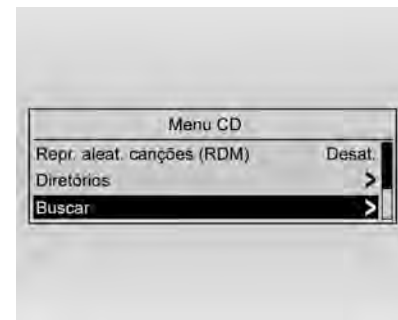 Menu CD
Repr. aleat. canções (RDM) Desat.
Diretórios >
Buscar >